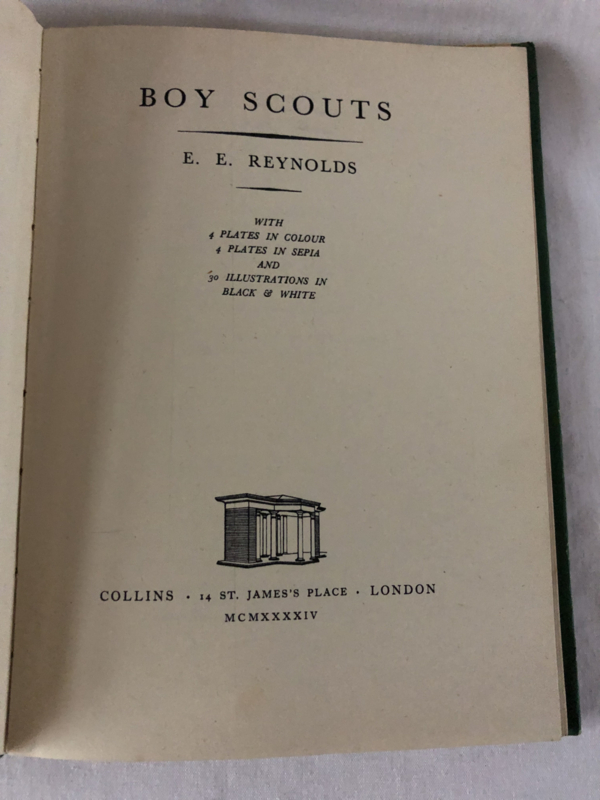 BOY SCOUTS
E. E. REYNOLDS
WITH
4 PLATES IN COLOUR
4 PLATES IN SEPIA
AND
30 ILLUSTRATIONS IN
BLACK & WHITE
COLLINS · 14 ST. JAMES'S PLACE · LONDON
MCMXXXXIV